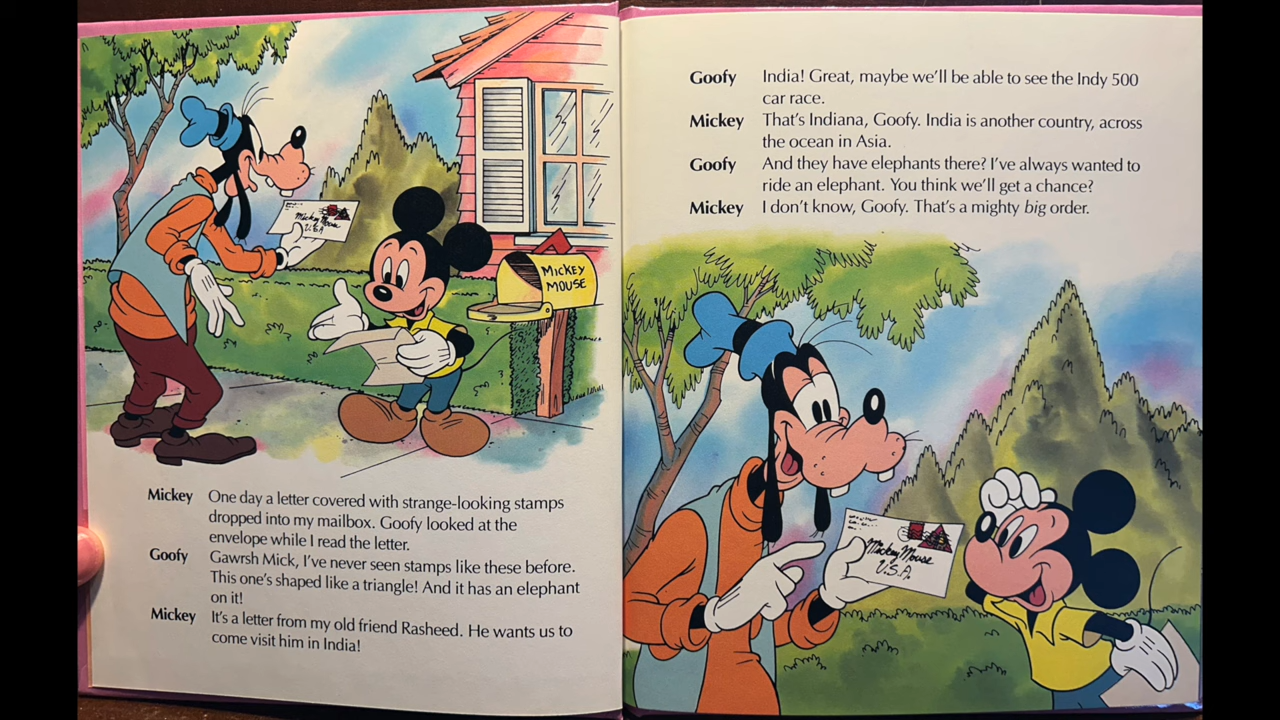 Mickey Mouse
U.S.A
MICKEY
MOUSE
Mickey One day a letter covered with strange-looking stamps
dropped into my mailbox. Goofy looked at the
envelope while I read the letter.
Goofy Gawrsh Mick, I've never seen stamps like these before.
This one's shaped like a triangle! And it has an elephant
on it!
Mickey It's a letter from my old friend Rasheed. He wants us to
come visit him in India!
Goofy India! Great, maybe we'll be able to see the Indy 500
car race.
Mickey That's Indiana, Goofy. India is another country, across
the ocean in Asia.
Goofy And they have elephants there? I've always wanted to
ride an elephant. You think we'll get a chance?
Mickey I don't know, Goofy. That's a mighty big order.
Mickey Mouse
U.S.A.